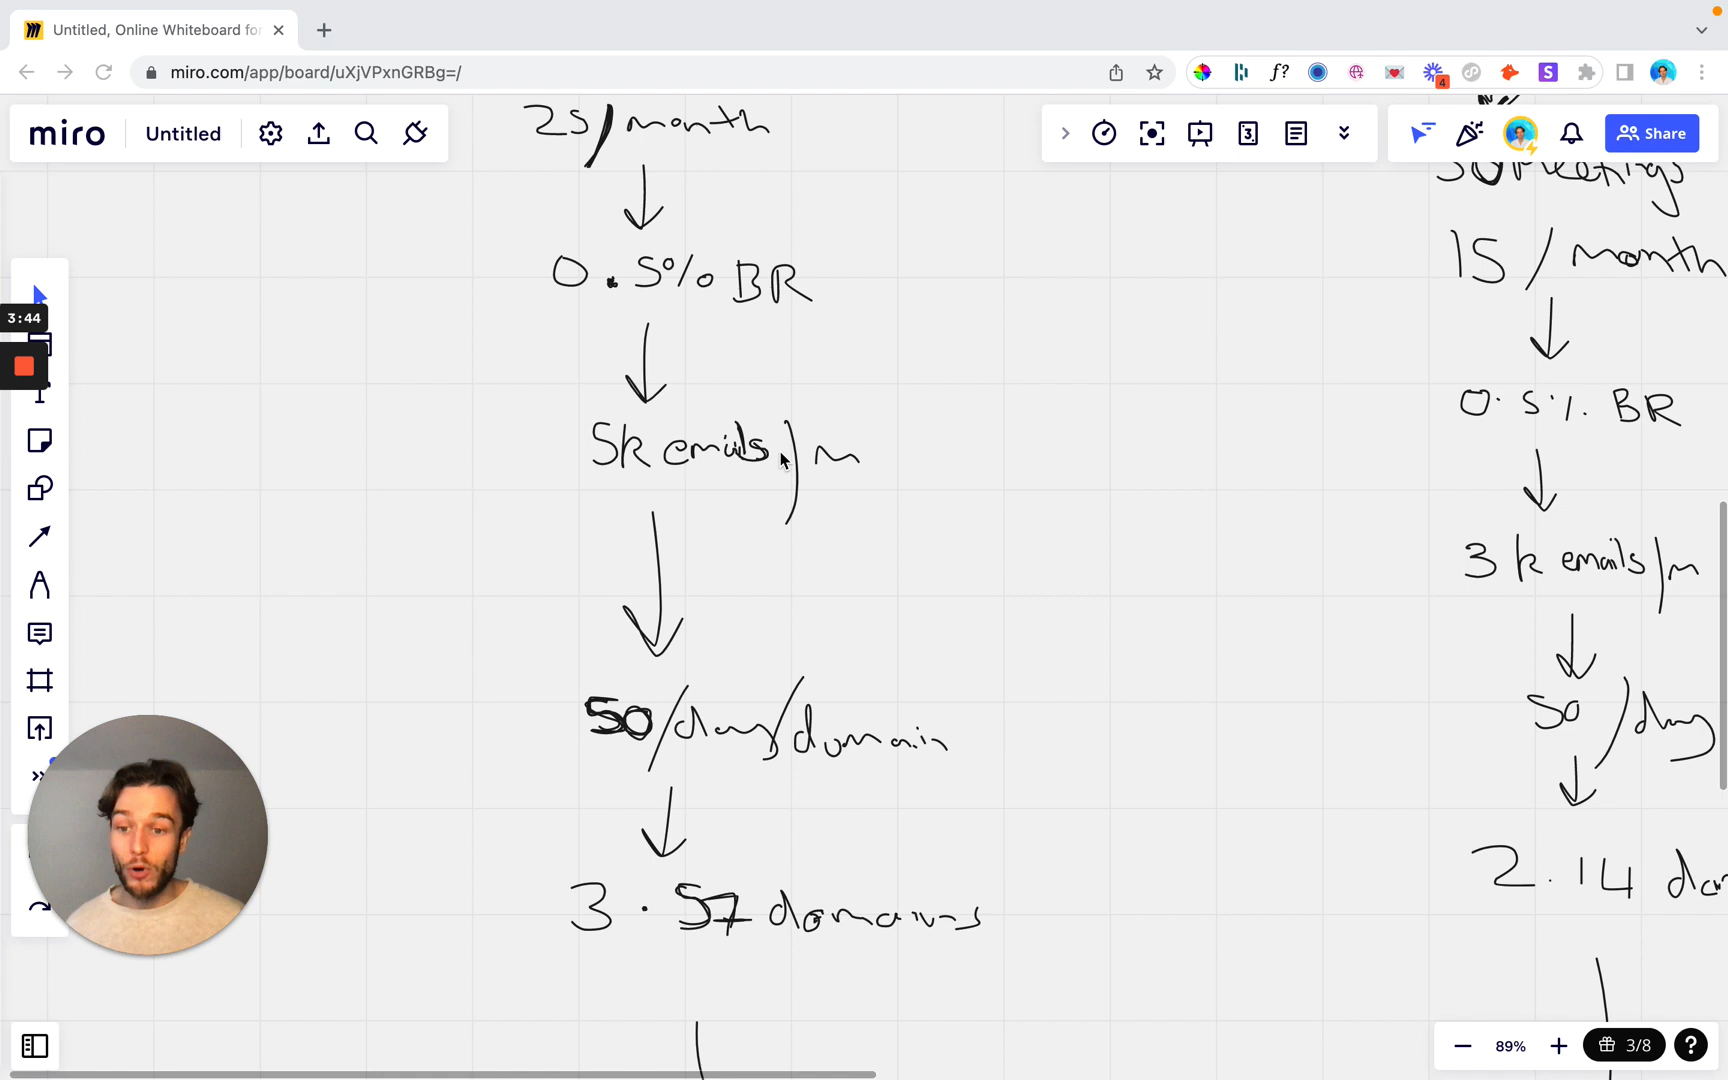 Untitled, Online Whiteboard for
miro.com/app/board/uXjVPxnGRBg=/
f?
4
S
miro
Untitled
3
Share
25/month
0.5% BR
5k emails/m
50/day/domain
3.57 domains
15/month
0.5% BR
3k emails/m
50/day
2.14
3:44
89%
3/8
?